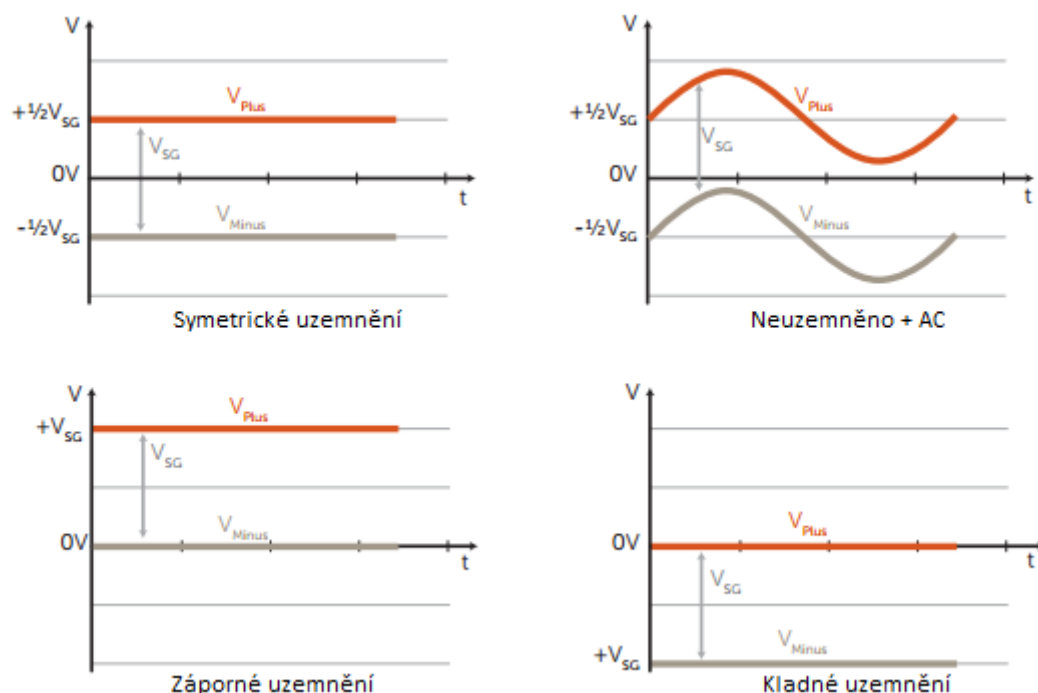 V
+½V_SG
V_Plus
V_SG
0V
t
-½V_SG
V_Minus
Symetrické uzemnění
V
+½V_SG
V_Plus
V_SG
0V
t
-½V_SG
V_Minus
Neuzemněno + AC
V
+V_SG
V_Plus
V_SG
V_Minus
0V
t
Záporné uzemnění
V
V_Plus
0V
t
V_SG
V_Minus
+V_SG
Kladné uzemnění